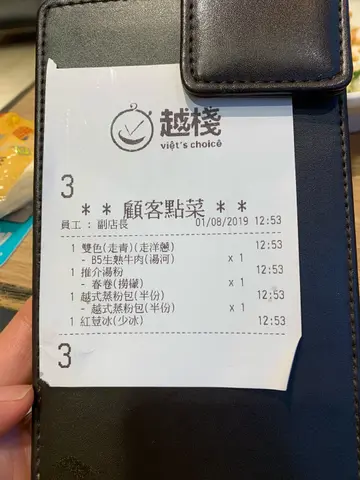 越棧
việt's choicé
3
** 顧客點菜 **
員工 : 副店長 01/08/2019 12:53
1 雙色(走青)(走洋葱) 12:53
- B5生熟牛肉(湯河) x 1
1 推介湯粉 12:53
- 春卷(撈檬) x 1
1 越式蒸粉包(半份) 12:53
- 越式蒸粉包(半份) x 1
1 紅荳冰(少冰) 12:53
3